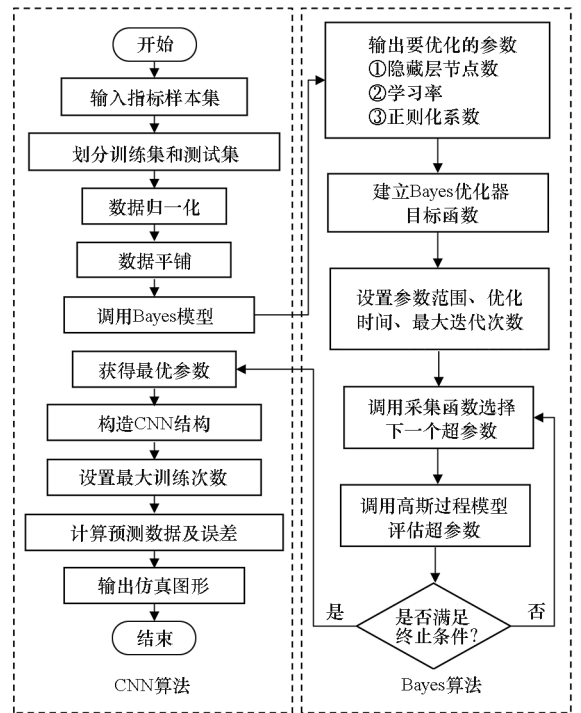 开始
输入指标样本集
划分训练集和测试集
数据归一化
数据平铺
调用Bayes模型
获得最优参数
构造CNN结构
设置最大训练次数
计算预测数据及误差
输出仿真图形
结束
CNN算法
输出要优化的参数
①隐藏层节点数
②学习率
③正则化系数
建立Bayes优化器
目标函数
设置参数范围、优化
时间、最大迭代次数
调用采集函数选择
下一个超参数
调用高斯过程模型
评估超参数
是
是否满足
终止条件?
否
Bayes算法